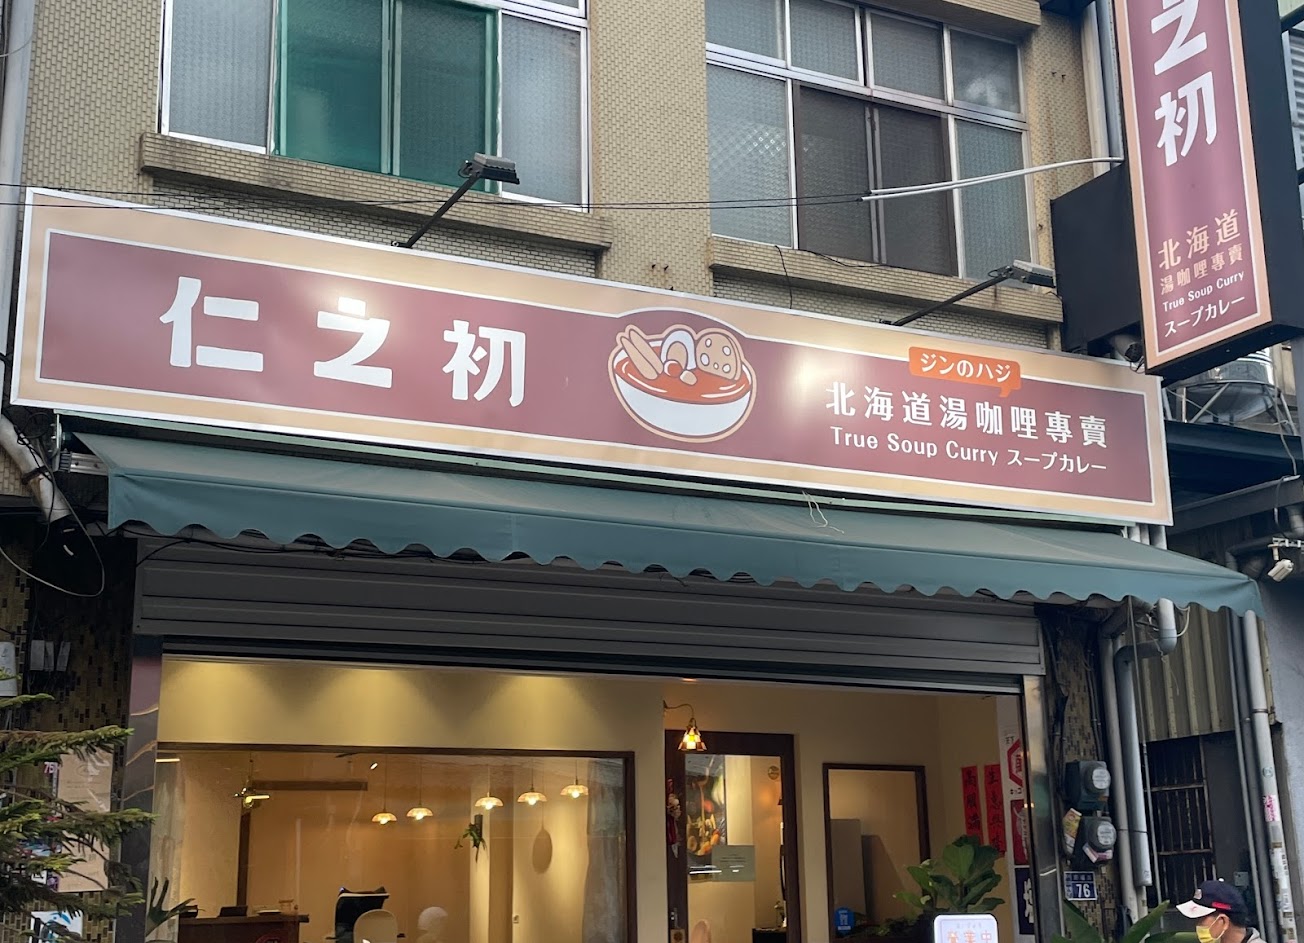 仁之初
ジンのハジ
北海道湯咖哩專賣
True Soup Curry スープカレー
之初
北海道
湯咖哩專賣
True Soup Curry
スープカレー
76